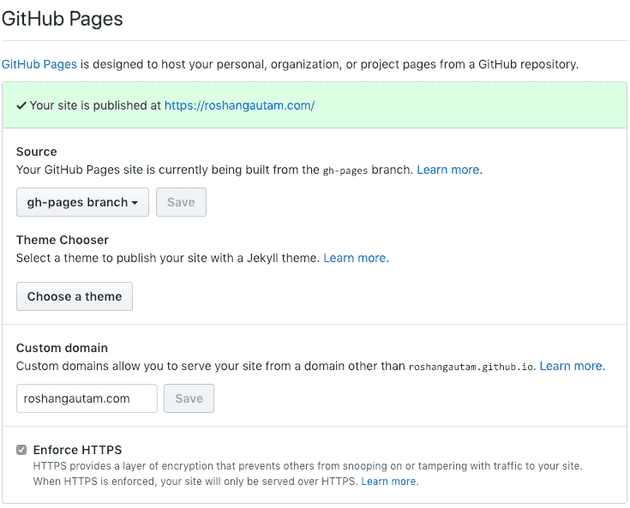 GitHub Pages
GitHub Pages is designed to host your personal, organization, or project pages from a GitHub repository.
✓ Your site is published at https://roshangautam.com/
Source
Your GitHub Pages site is currently being built from the gh-pages branch. Learn more.
gh-pages branch Save
Theme Chooser
Select a theme to publish your site with a Jekyll theme. Learn more.
Choose a theme
Custom domain
Custom domains allow you to serve your site from a domain other than roshangautam.github.io. Learn more.
roshangautam.com Save
Enforce HTTPS
HTTPS provides a layer of encryption that prevents others from snooping on or tampering with traffic to your site.
When HTTPS is enforced, your site will only be served over HTTPS. Learn more.